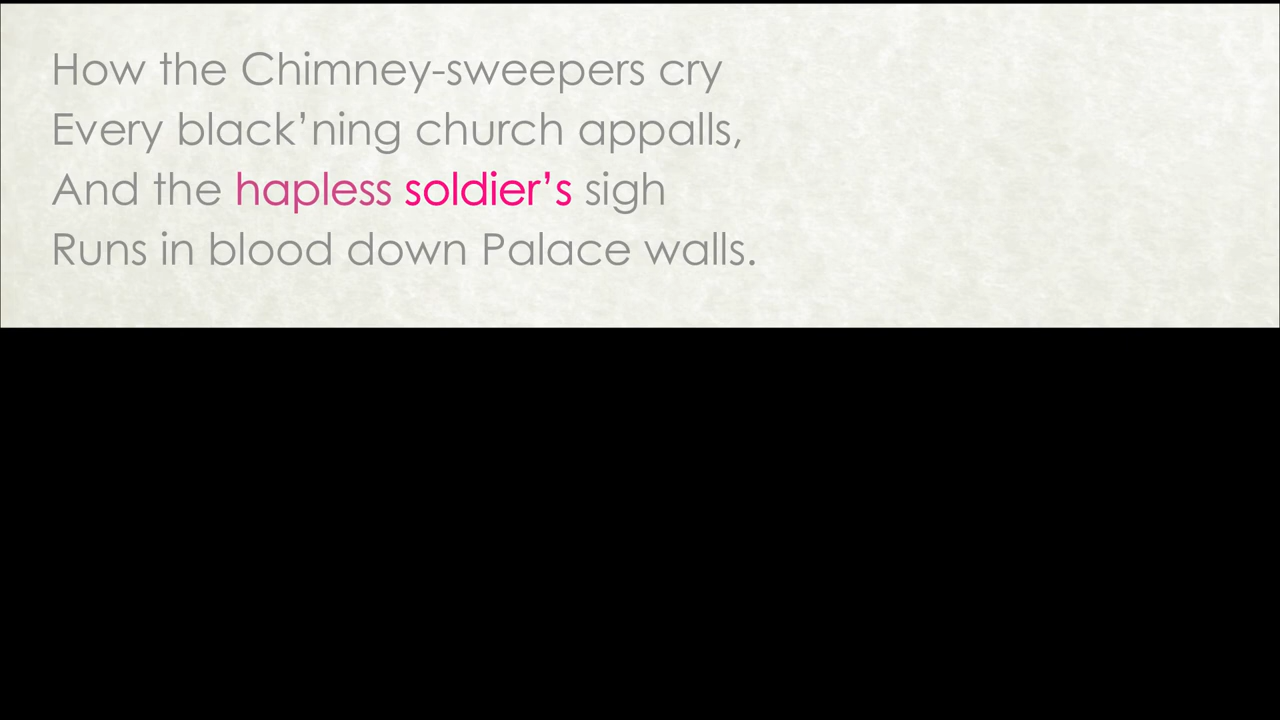 How the Chimney-sweepers cry
Every black’ning church appalls,
And the hapless soldier’s sigh
Runs in blood down Palace walls.